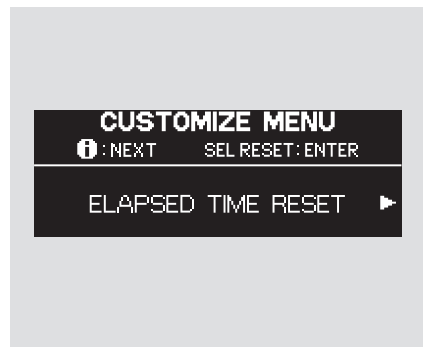 CUSTOMIZE MENU
i:NEXT SEL RESET:ENTER
ELAPSED TIME RESET ►